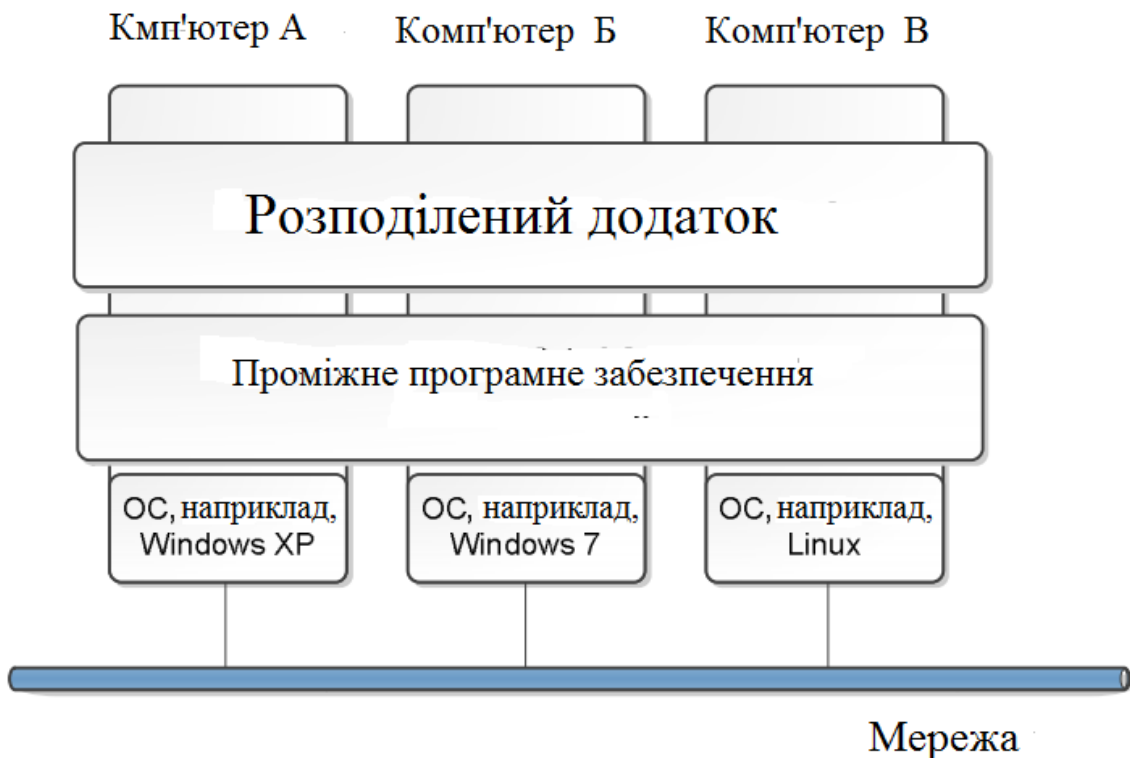 Кмп'ютер А
Комп'ютер Б
Комп'ютер В
Розподілений додаток
Проміжне програмне забезпечення
ОС, наприклад,
Windows XP
ОС, наприклад,
Windows 7
ОС, наприклад,
Linux
Мережа